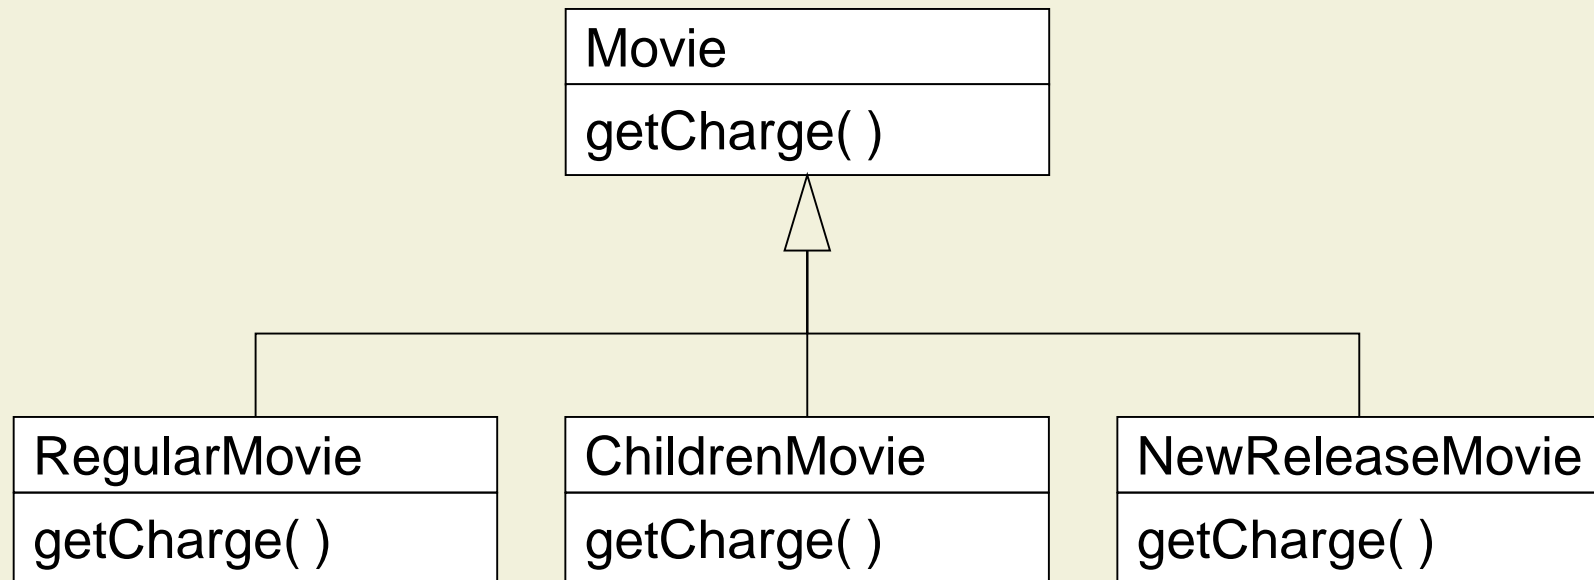 Movie
getCharge( )
RegularMovie
getCharge( )
ChildrenMovie
getCharge( )
NewReleaseMovie
getCharge( )